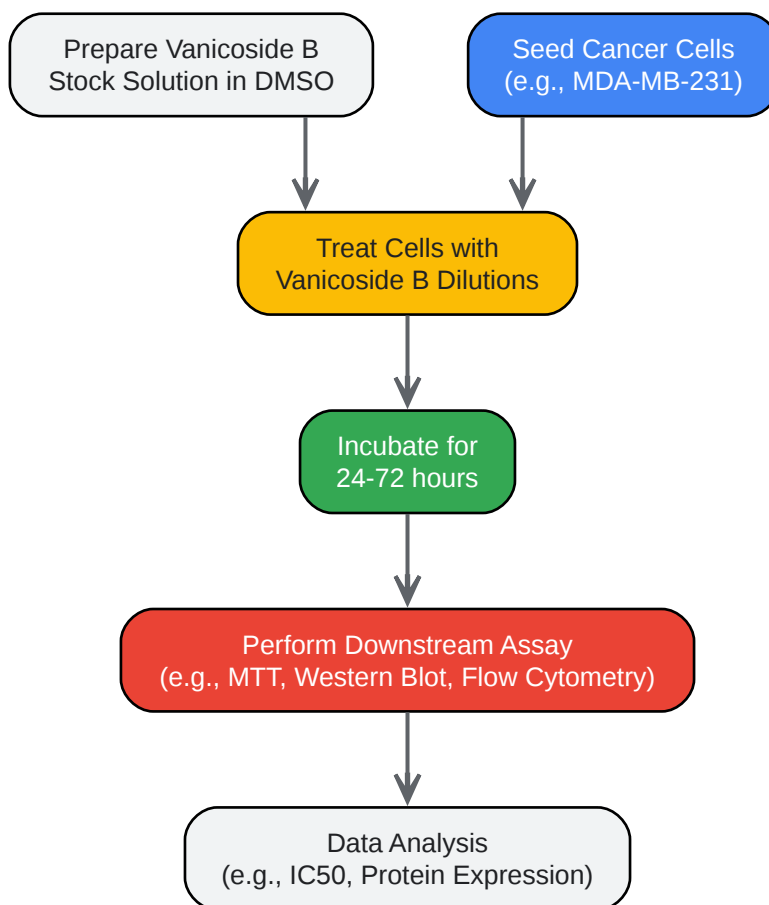 Prepare Vanicoside B
Stock Solution in DMSO
Seed Cancer Cells
(e.g., MDA-MB-231)
Treat Cells with
Vanicoside B Dilutions
Incubate for
24-72 hours
Perform Downstream Assay
(e.g., MTT, Western Blot, Flow Cytometry)
Data Analysis
(e.g., IC50, Protein Expression)